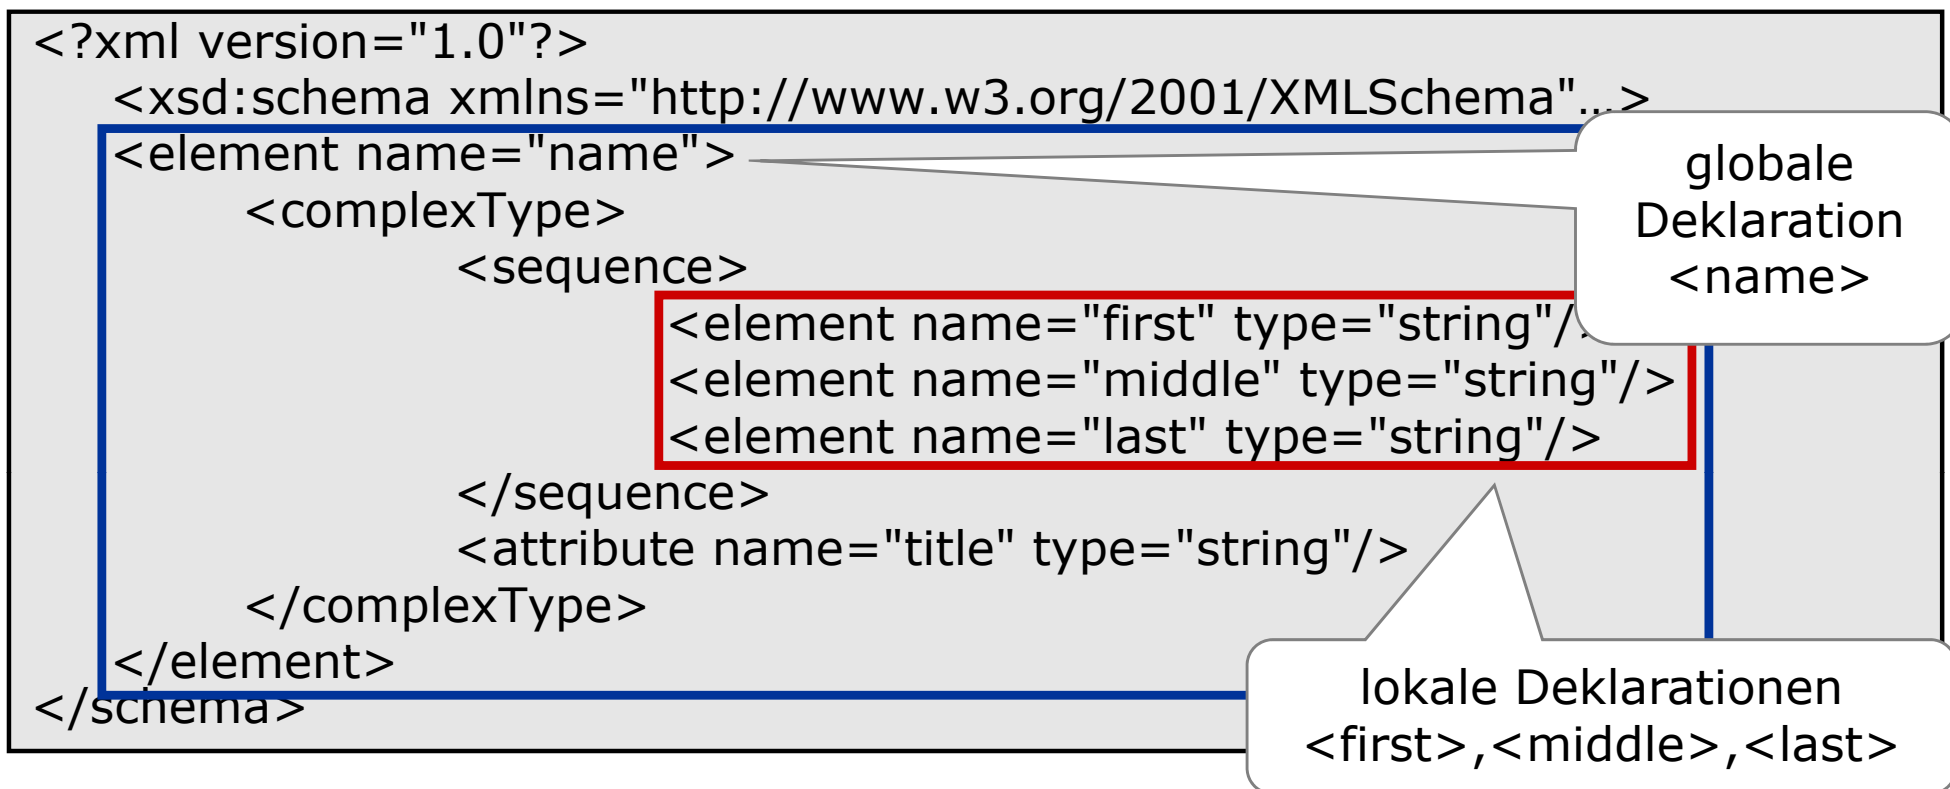 <?xml version="1.0"?>
<xsd:schema xmlns="http://www.w3.org/2001/XMLSchema"…>
<element name="name">
<complexType>
<sequence>
<element name="first" type="string"/>
<element name="middle" type="string"/>
<element name="last" type="string"/>
</sequence>
<attribute name="title" type="string"/>
</complexType>
</element>
</schema>
globale
Deklaration
<name>
lokale Deklarationen
<first>,<middle>,<last>